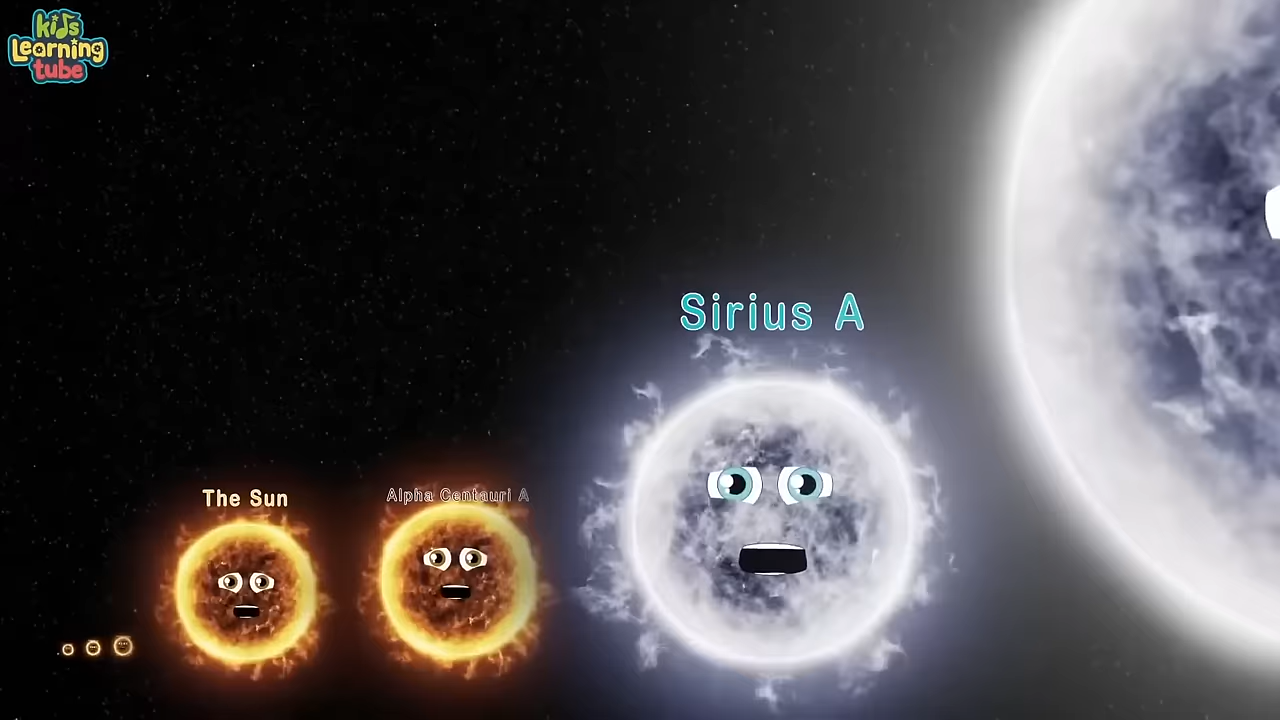 kids
Learning
tube
Sirius A
The Sun
Alpha Centauri A